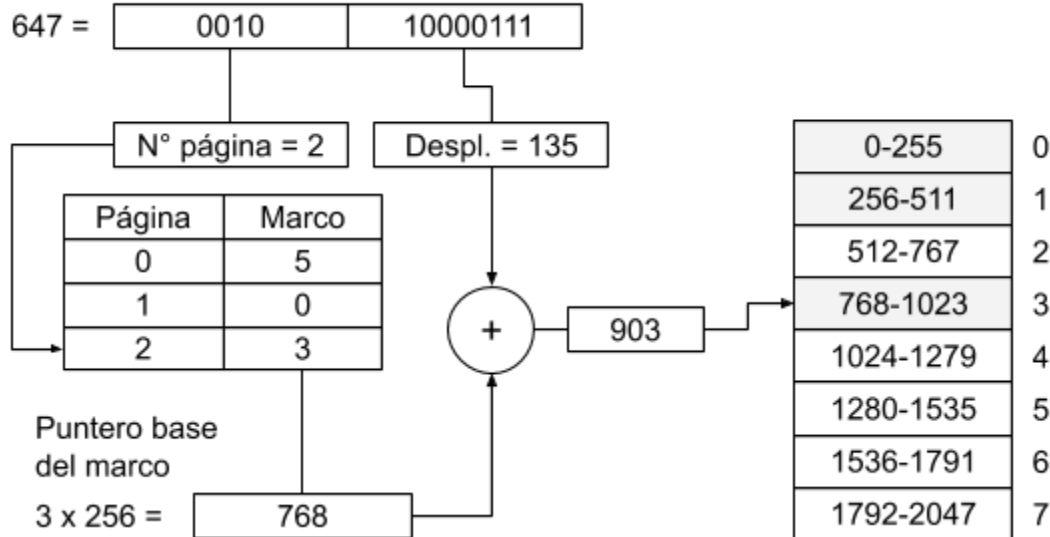 647 = 0010 10000111
N° página = 2 Despl. = 135
Página Marco
0 5
1 0
2 3
+ 903
Puntero base
del marco
3 x 256 = 768
0-255 0
256-511 1
512-767 2
768-1023 3
1024-1279 4
1280-1535 5
1536-1791 6
1792-2047 7